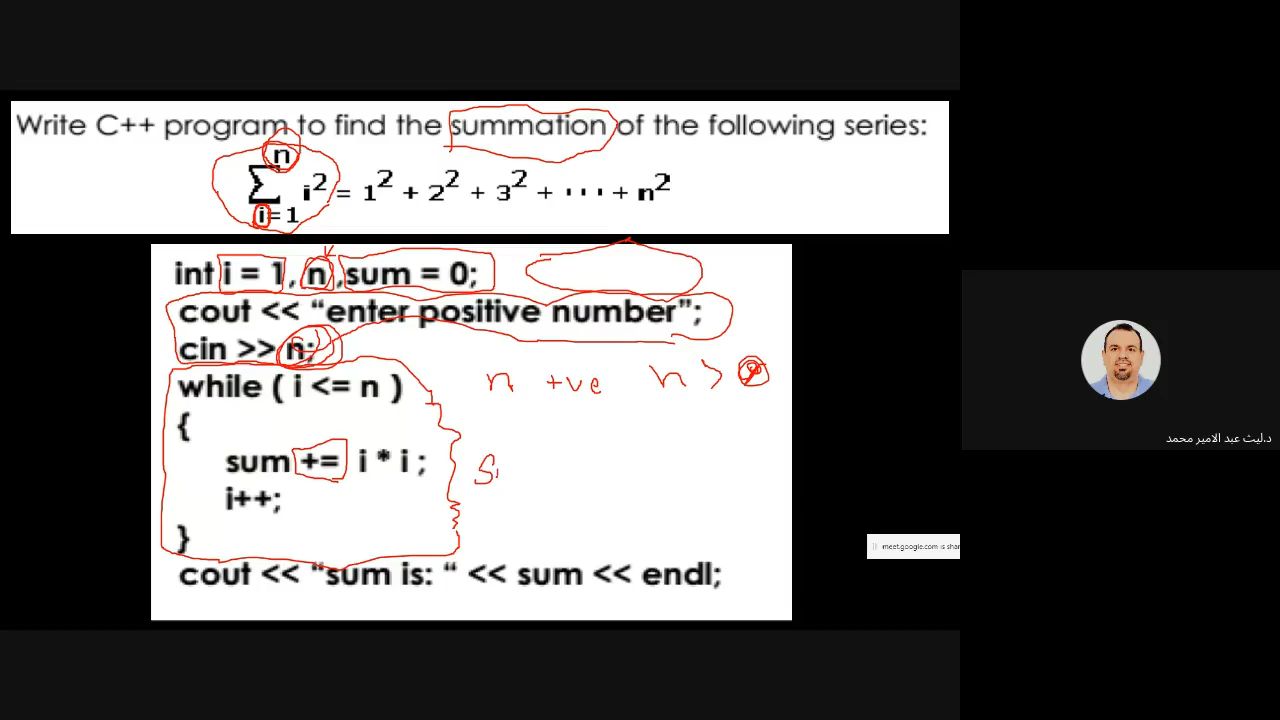 Write C++ program to find the summation of the following series:
n
∑ i² = 1² + 2² + 3² + ... + n²
i=1
int i = 1, n ,sum = 0;
cout << “enter positive number”;
cin >> n;
while ( i <= n )
n +ve n >
{
sum += i * i ;
S
i++;
}
cout << “sum is: “ << sum << endl;
د.ليث عبد الامير محمد
meet.google.com is shar